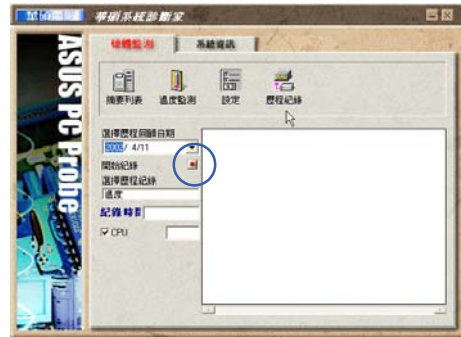 華碩系統診斷家
ASUS PC Probe
硬體監測
系統資訊
摘要列表
溫度監測
設定
歷程紀錄
選擇歷程回顧日期
2002/ 4/11
開始紀錄
選擇歷程紀錄
溫度
紀錄時間
CPU